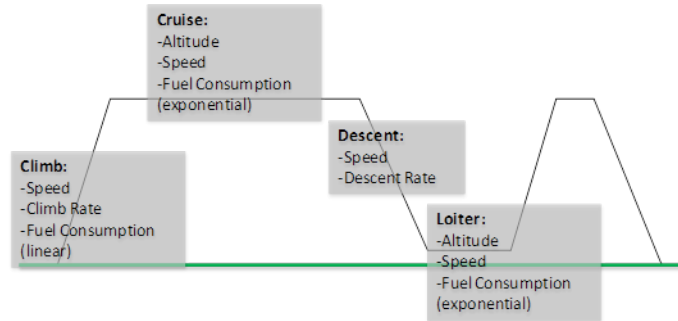 Cruise:
-Altitude
-Speed
-Fuel Consumption
(exponential)
Descent:
-Speed
-Descent Rate
Climb:
-Speed
-Climb Rate
-Fuel Consumption
(linear)
Loiter:
-Altitude
-Speed
-Fuel Consumption
(exponential)